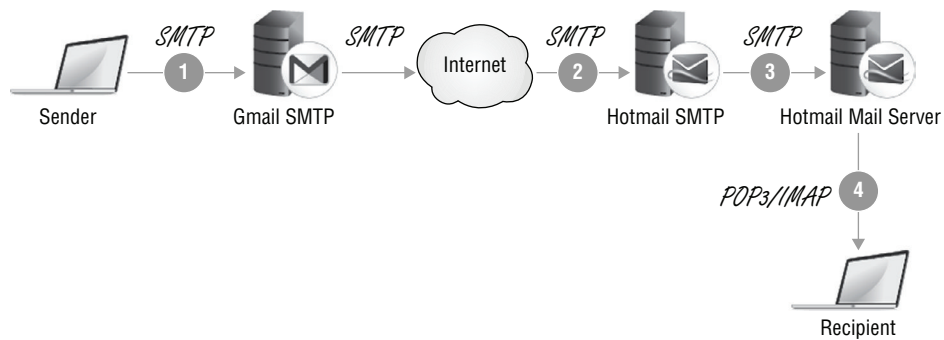 SMTP SMTP SMTP SMTP
1 Internet 2 3
Sender Gmail SMTP Hotmail SMTP Hotmail Mail Server
POP3/IMAP 4
Recipient